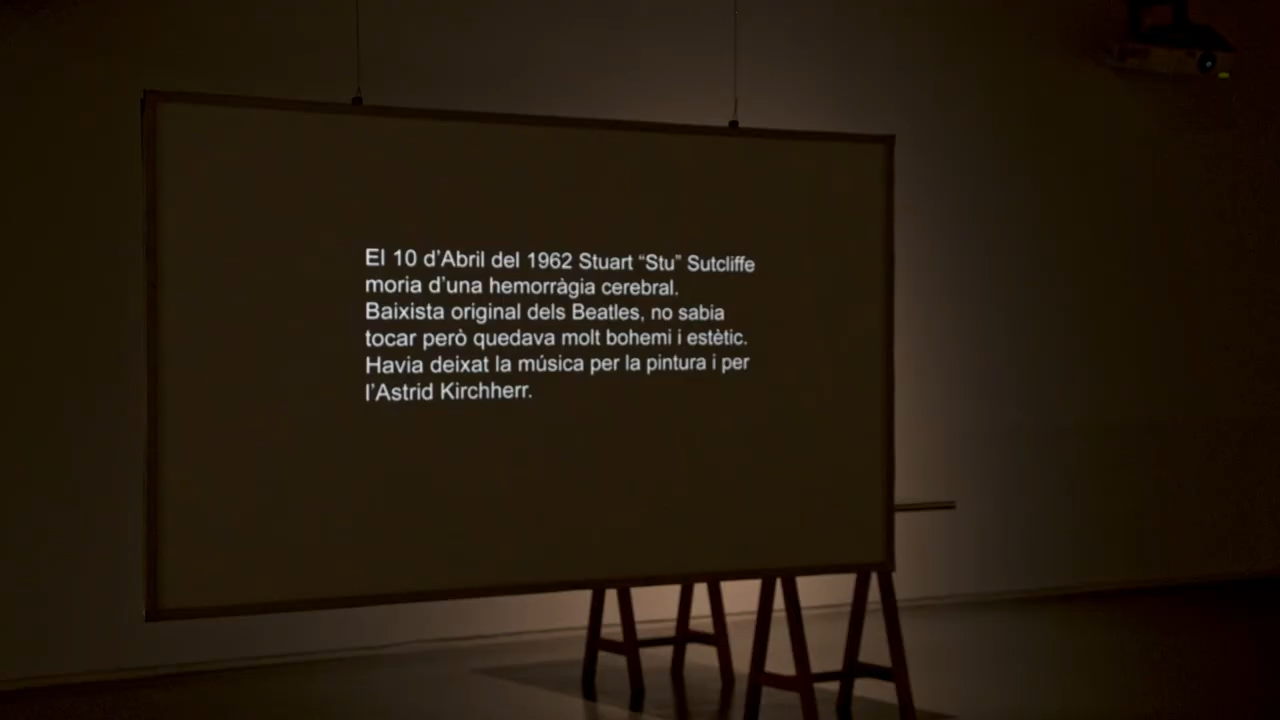 El 10 d’Abril del 1962 Stuart “Stu” Sutcliffe
moria d’una hemorràgia cerebral.
Baixista original dels Beatles, no sabia
tocar però quedava molt bohemi i estètic.
Havia deixat la música per la pintura i per
l’Astrid Kirchherr.